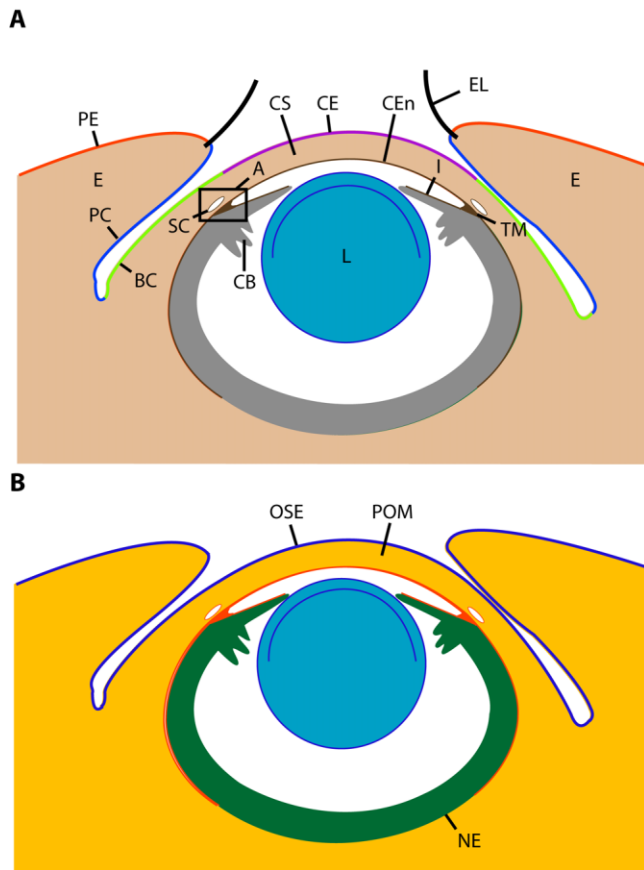 A
EL
CS CE CEn
PE
E A I E
PC SC TM
BC CB L
B
OSE POM
NE